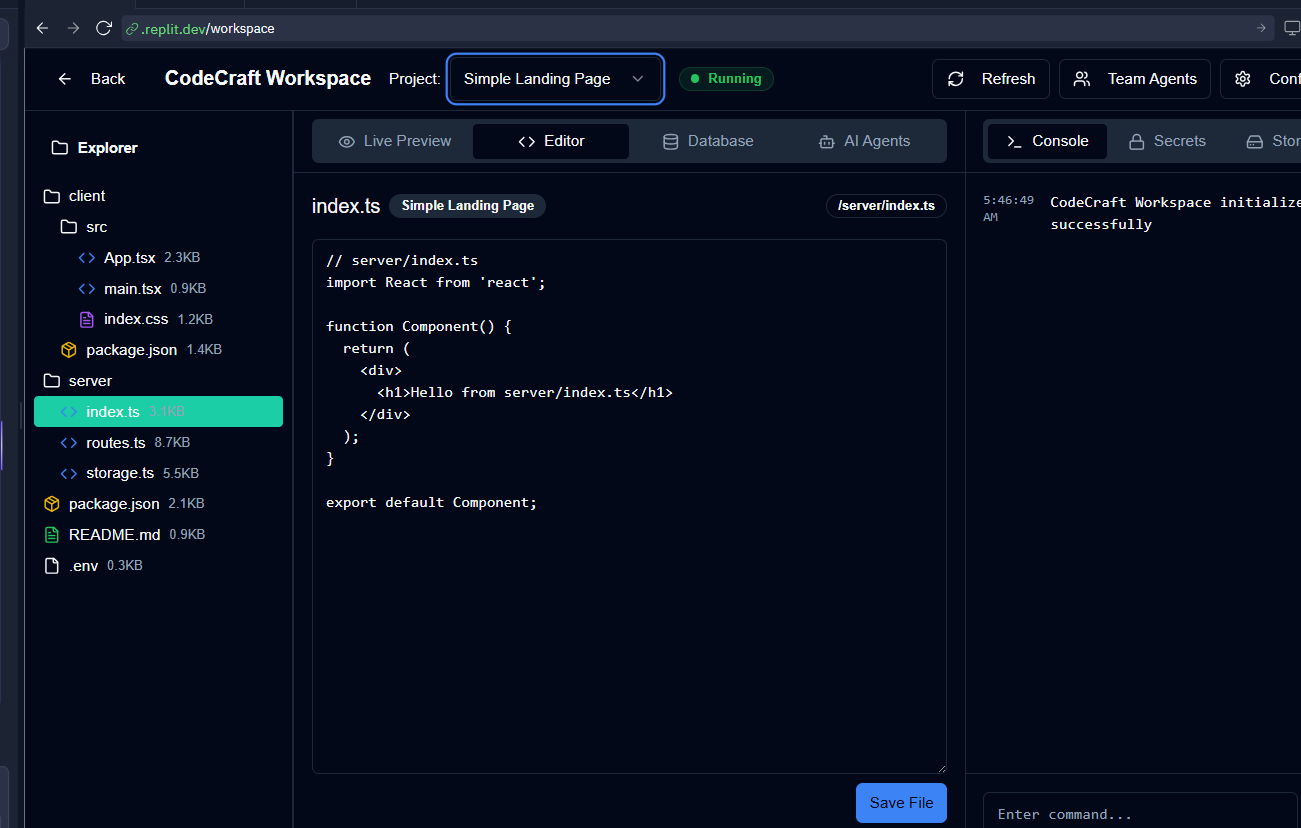 .replit.dev/workspace
Back
CodeCraft Workspace
Project:
Simple Landing Page
Running
Refresh
Team Agents
Conf
Explorer
client
src
App.tsx 2.3KB
main.tsx 0.9KB
index.css 1.2KB
package.json 1.4KB
server
index.ts 3.1KB
routes.ts 8.7KB
storage.ts 5.5KB
package.json 2.1KB
README.md 0.9KB
.env 0.3KB
Live Preview
Editor
Database
AI Agents
index.ts
Simple Landing Page
/server/index.ts
// server/index.ts
import React from 'react';
function Component() {
  return (
    <div>
      <h1>Hello from server/index.ts</h1>
    </div>
  );
}
export default Component;
Save File
Console
Secrets
Stor
5:46:49 AM
CodeCraft Workspace initialize
successfully
Enter command...